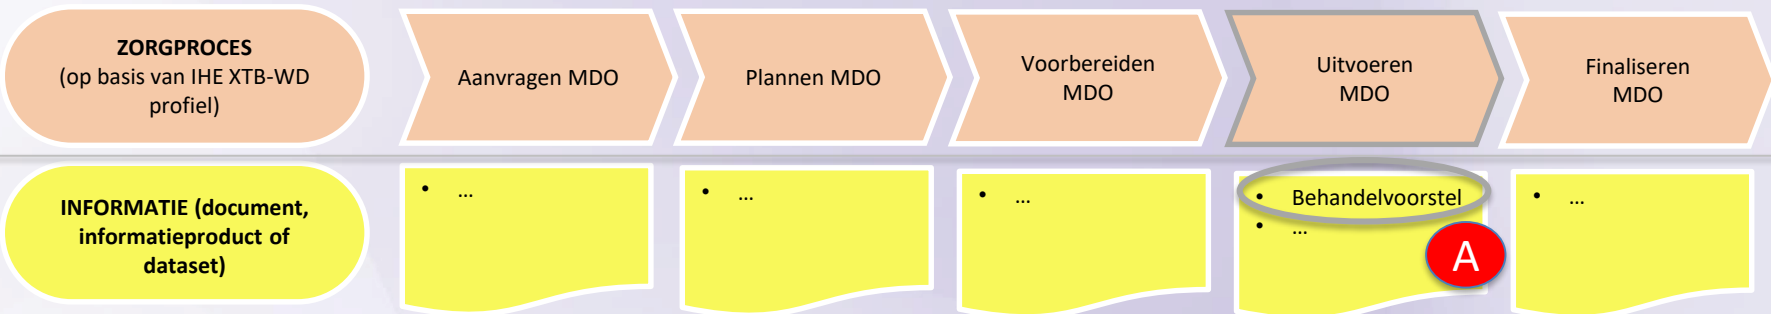 ZORGPROCES
(op basis van IHE XTB-WD
profiel)
Aanvragen MDO
Plannen MDO
Voorbereiden
MDO
Uitvoeren
MDO
Finaliseren
MDO
INFORMATIE (document,
informatieproduct of
dataset)
• ...
• ...
• ...
• Behandelvoorstel
• ...
A
• ...